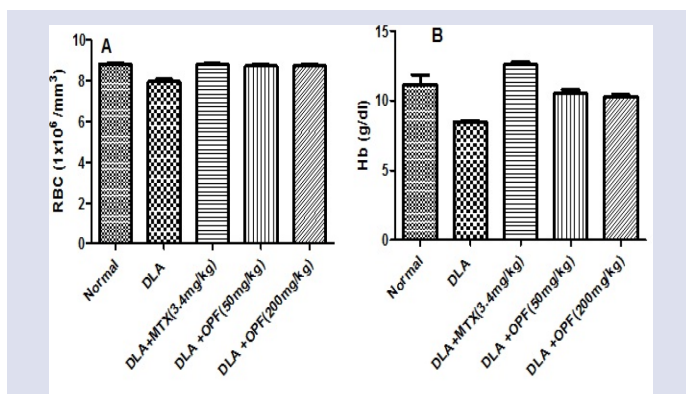 A
RBC (1x10⁶ /mm³)
10
8
6
4
2
0
Normal
DLA
DLA+MTX(3.4mg/kg)
DLA +OPF(50mg/kg)
DLA +OPF(200mg/kg)
B
Hb (g/dl)
15
10
5
0
Normal
DLA
DLA+MTX(3.4mg/kg)
DLA +OPF(50mg/kg)
DLA +OPF(200mg/kg)